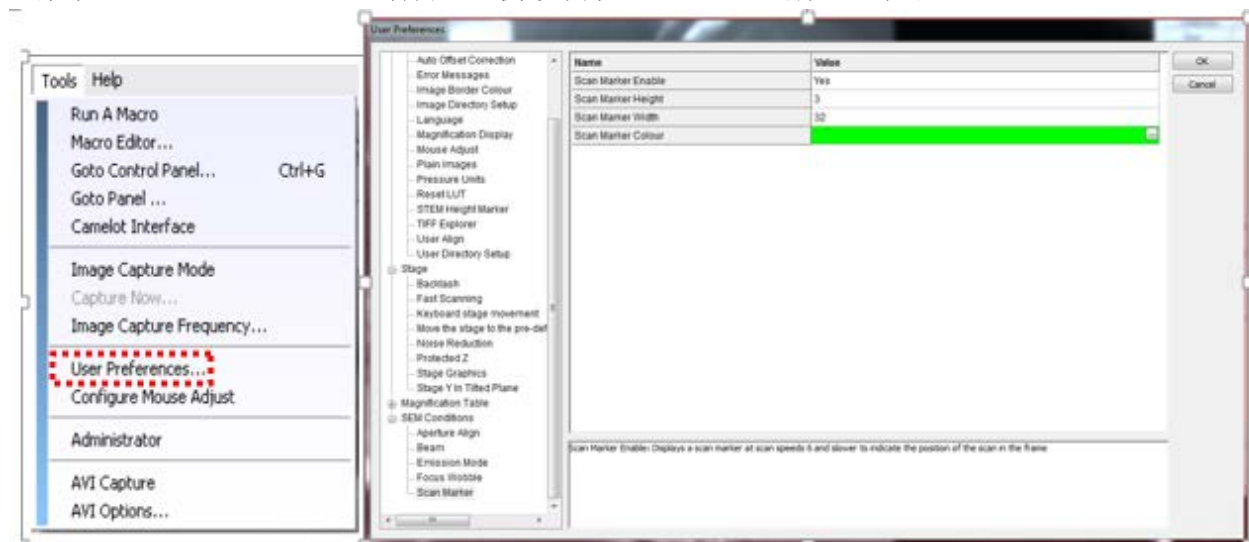 Tools Help
Run A Macro
Macro Editor...
Goto Control Panel... Ctrl+G
Goto Panel ...
Camelot Interface
Image Capture Mode
Capture Now...
Image Capture Frequency...
User Preferences...
Configure Mouse Adjust
Administrator
AVI Capture
AVI Options...
User Preferences
Auto Offset Correction
Error Messages
Image Border Colour
Image Directory Setup
Language
Magnification Display
Mouse Adjust
Plain Images
Pressure Units
Reset LUT
STEM Height Marker
TIFF Explorer
User Align
User Directory Setup
Stage
Backlash
Fast Scanning
Keyboard stage movement
Move the stage to the pre-def
Noise Reduction
Protected Z
Stage Graphics
Stage Y In Tilted Plane
Magnification Table
SEM Conditions
Aperture Align
Beam
Emission Mode
Focus Wobble
Scan Marker
Name Value
Scan Marker Enable Yes
Scan Marker Height 3
Scan Marker Width 32
Scan Marker Colour
Scan Marker Enable: Displays a scan marker at scan speeds 6 and slower to indicate the position of the scan in the frame
OK
Cancel